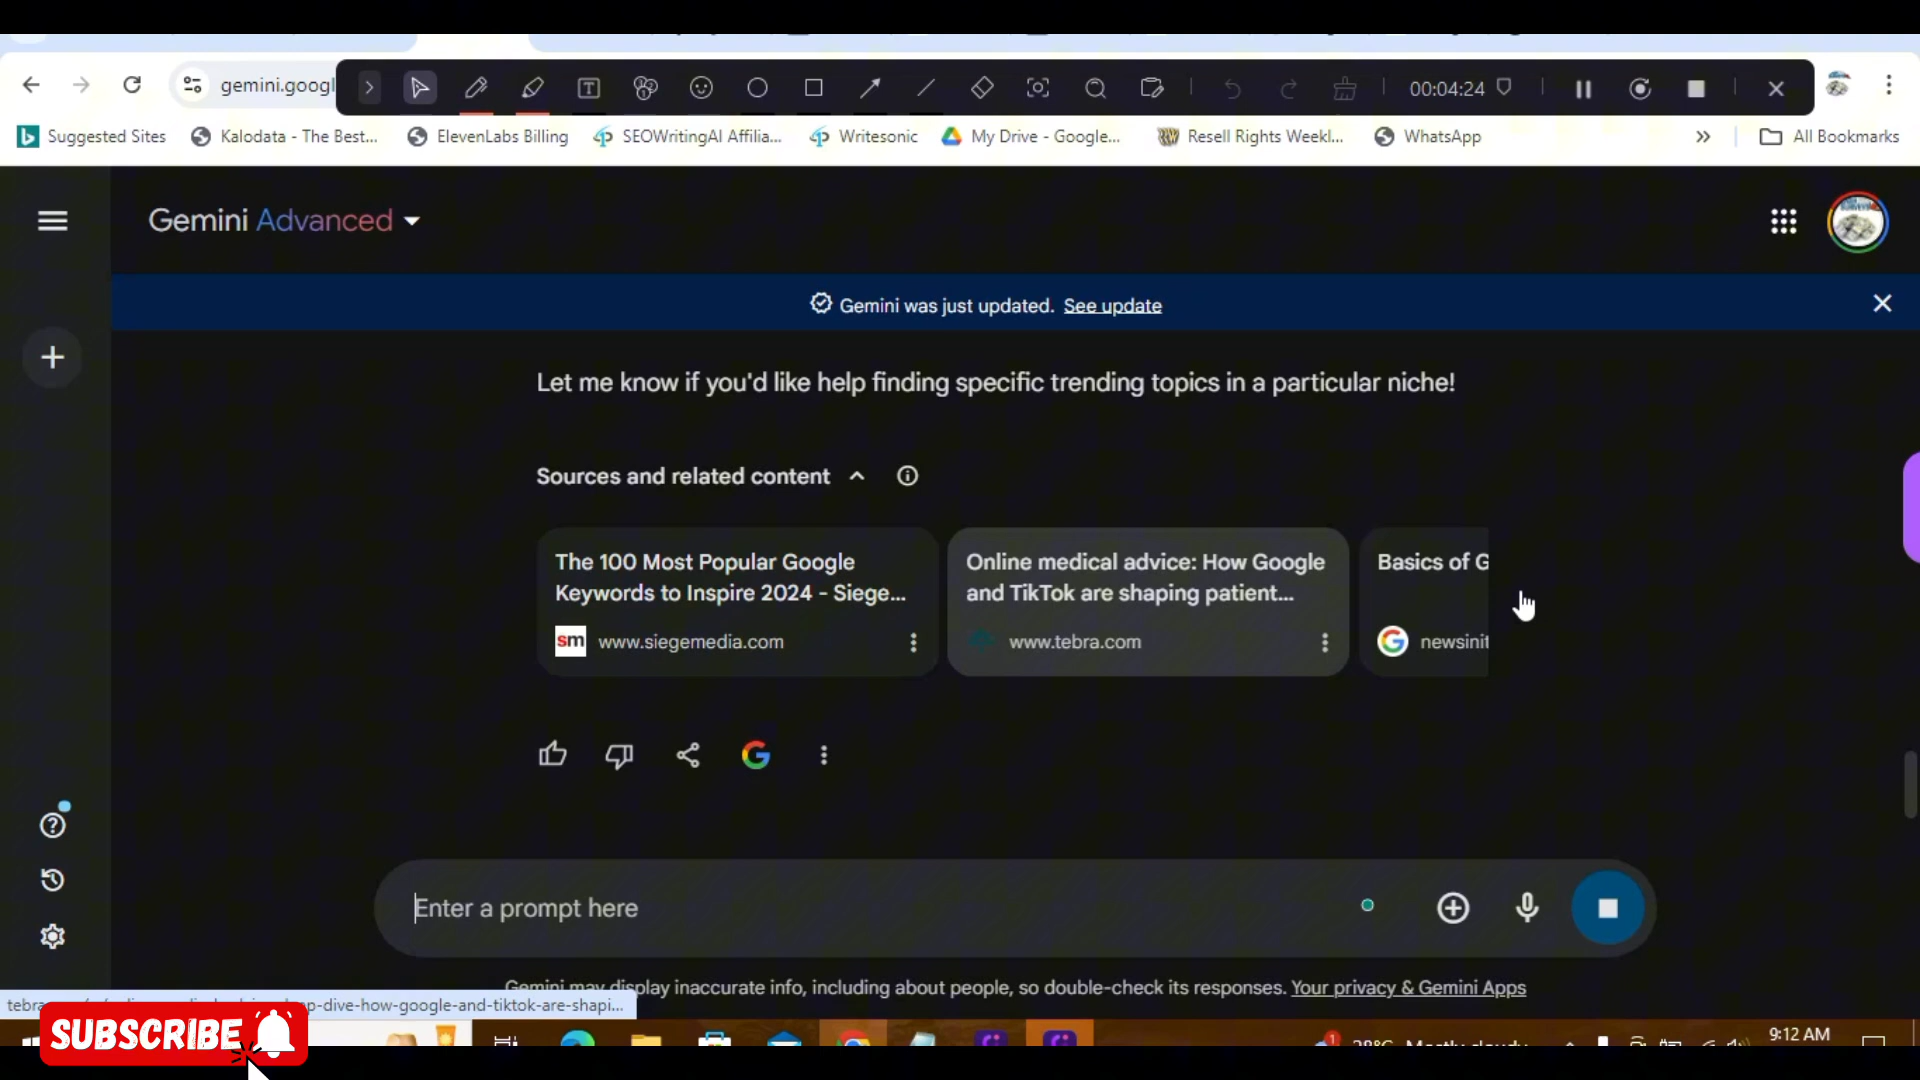 gemini.googl
00:04:24
Suggested Sites
Kalodata - The Best...
ElevenLabs Billing
SEOWritingAI Affilia...
Writesonic
My Drive - Google...
Resell Rights Weekl...
WhatsApp
All Bookmarks
Gemini Advanced
Gemini was just updated. See update
Let me know if you'd like help finding specific trending topics in a particular niche!
Sources and related content
The 100 Most Popular Google
Keywords to Inspire 2024 - Siege...
sm www.siegemedia.com
Online medical advice: How Google
and TikTok are shaping patient...
www.tebra.com
Basics of G
newsinit
Enter a prompt here
Gemini may display inaccurate info, including about people, so double-check its responses. Your privacy & Gemini Apps
p-dive-how-google-and-tiktok-are-shapi...
SUBSCRIBE
28°C Mostly cloudy
9:12 AM